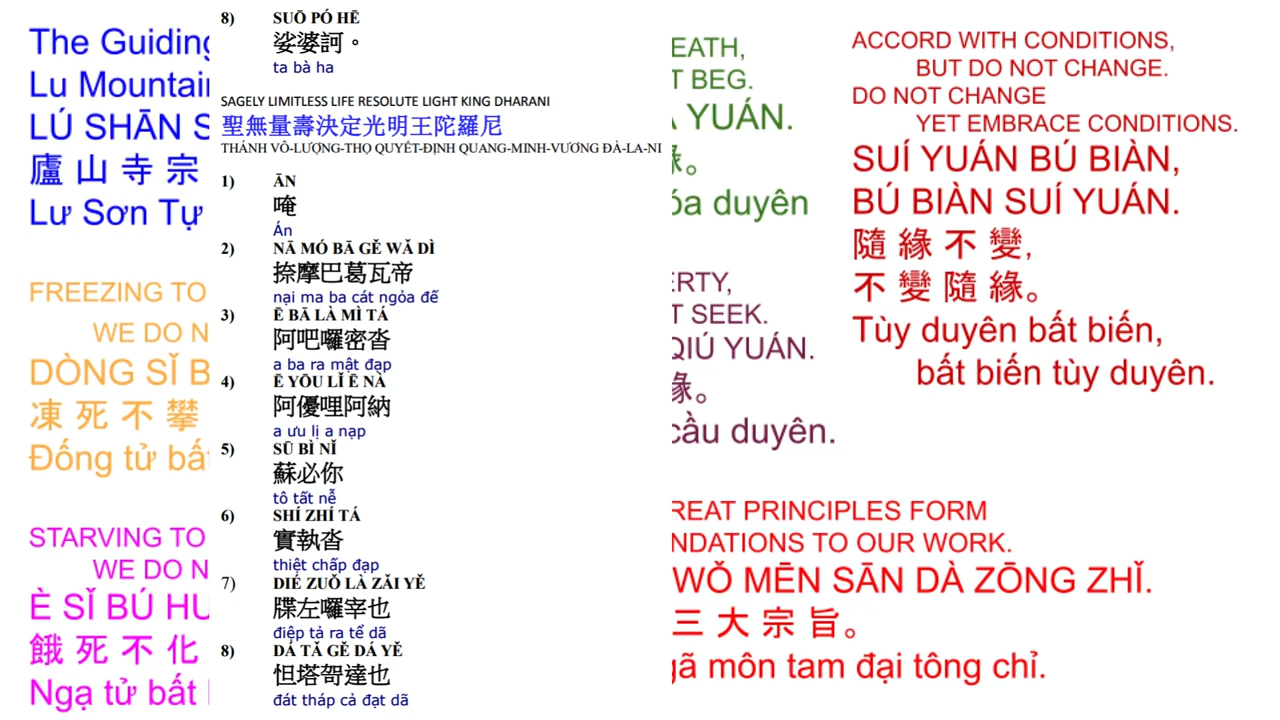 The Guiding
Lu Mountain
LÚ SHĀN S
廬 山 寺 宗
Lư Sơn Tự
FREEZING TO
WE DO N
DÒNG SǏ B
凍 死 不 攀
Đống tử bất
STARVING TO
WE DO N
È SǏ BÚ HU
餓 死 不 化
Ngạ tử bất
8) SUŌ PÓ HĒ
娑婆訶。
ta bà ha
SAGELY LIMITLESS LIFE RESOLUTE LIGHT KING DHARANI
聖無量壽決定光明王陀羅尼
THÁNH VÔ-LƯỢNG-THỌ QUYẾT-ĐỊNH QUANG-MINH-VƯƠNG ĐÀ-LA-NI
1) ĀN
唵
Án
2) NĀ MÓ BĀ GĚ WǍ DÌ
捺摩巴葛瓦帝
nại ma ba cát ngỏa đế
3) Ē BĀ LÀ MÌ TÁ
阿吧囉密沓
a ba ra mật đạp
4) Ē YŌU LǏ Ē NÀ
阿優哩阿納
a ưu lị a nạp
5) SŪ BÌ NǏ
蘇必你
tô tất nễ
6) SHÍ ZHÍ TÁ
實執沓
thiệt chấp đạp
7) DIÉ ZUǑ LÀ ZǍI YĚ
牒左囉宰也
điệp tả ra tể dã
8) DÁ TǍ GĚ DÁ YĚ
怛塔哿達也
đát tháp cả đạt dã
EATH,
T BEG.
YUÁN.
緣。
óa duyên
ERTY,
T SEEK.
QIÚ YUÁN.
緣。
cầu duyên.
ACCORD WITH CONDITIONS,
BUT DO NOT CHANGE.
DO NOT CHANGE
YET EMBRACE CONDITIONS.
SUÍ YUÁN BÚ BIÀN,
BÚ BIÀN SUÍ YUÁN.
隨 緣 不 變,
不 變 隨 緣。
Tùy duyên bất biến,
bất biến tùy duyên.
REAT PRINCIPLES FORM
NDATIONS TO OUR WORK.
WǑ MĒN SĀN DÀ ZŌNG ZHǏ.
三 大 宗 旨。
gã môn tam đại tông chỉ.